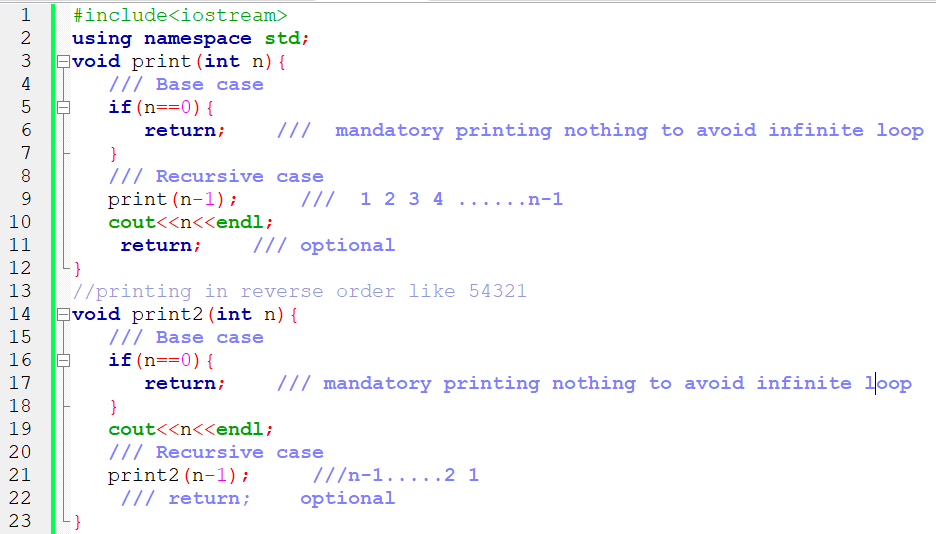 1 #include<iostream>
2 using namespace std;
3 void print(int n){
4 /// Base case
5 if(n==0){
6 return; /// mandatory printing nothing to avoid infinite loop
7 }
8 /// Recursive case
9 print(n-1); /// 1 2 3 4 ......n-1
10 cout<<n<<endl;
11 return; /// optional
12 }
13 //printing in reverse order like 54321
14 void print2(int n){
15 /// Base case
16 if(n==0){
17 return; /// mandatory printing nothing to avoid infinite loop
18 }
19 cout<<n<<endl;
20 /// Recursive case
21 print2(n-1); ///n-1.....2 1
22 /// return; optional
23 }